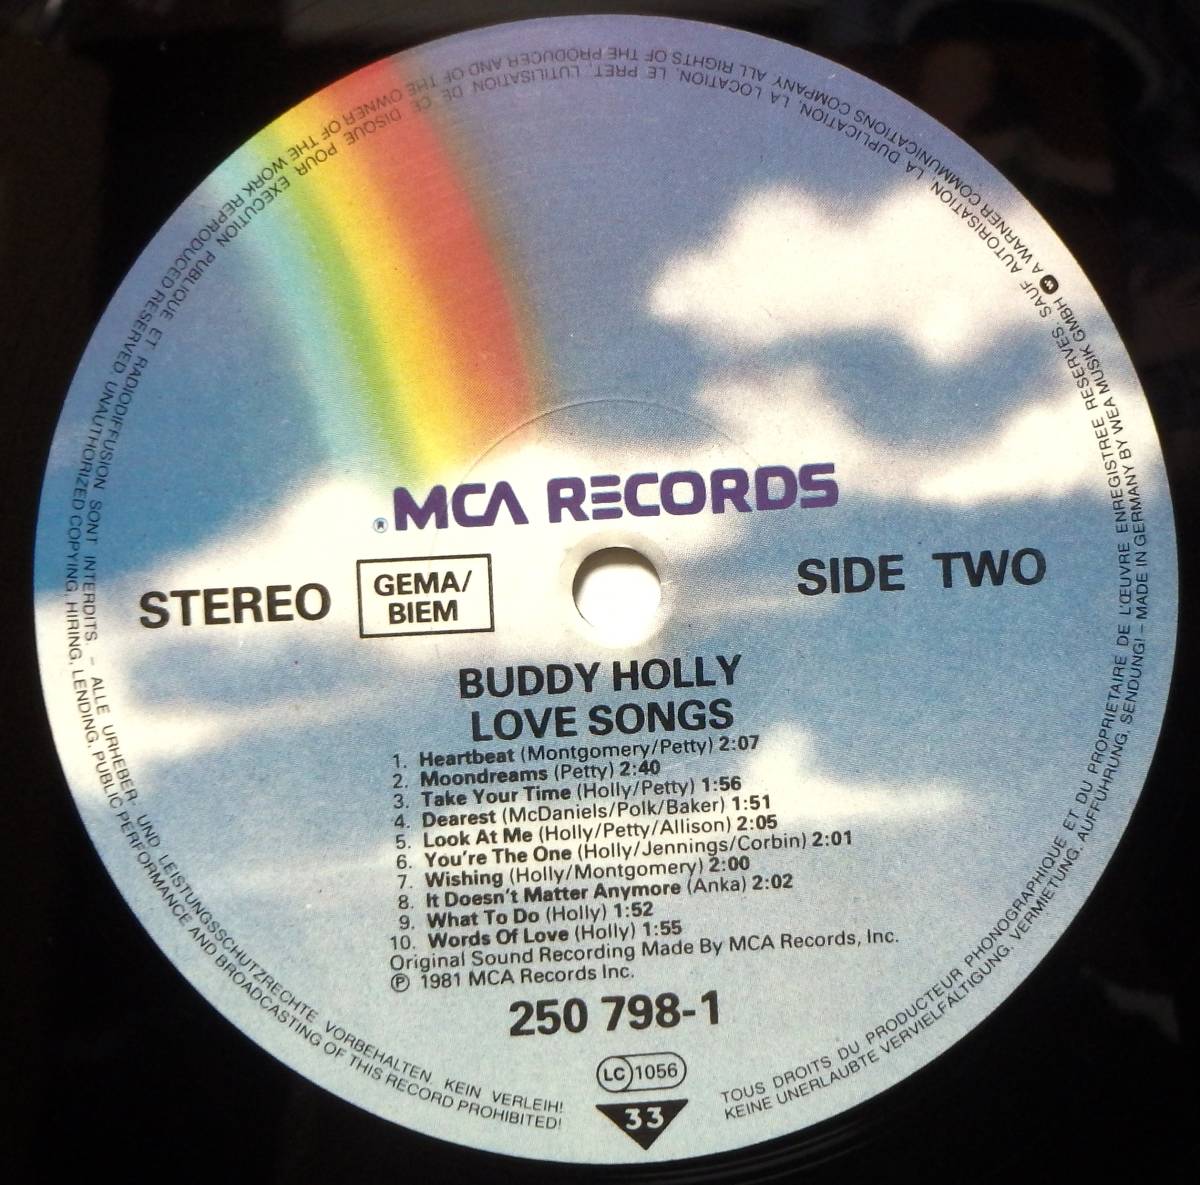 ® MCA RECORDS
STEREO
GEMA/
BIEM
SIDE TWO
BUDDY HOLLY
LOVE SONGS
1. Heartbeat (Montgomery/Petty) 2:07
2. Moondreams (Petty) 2:40
3. Take Your Time (Holly/Petty) 1:56
4. Dearest (McDaniels/Polk/Baker) 1:51
5. Look At Me (Holly/Petty/Allison) 2:05
6. You're The One (Holly/Jennings/Corbin) 2:01
7. Wishing (Holly/Montgomery) 2:00
8. It Doesn't Matter Anymore (Anka) 2:02
9. What To Do (Holly) 1:52
10. Words Of Love (Holly) 1:55
Original Sound Recording Made By MCA Records, Inc.
℗ 1981 MCA Records Inc.
250 798-1
LC 1056
33
TOUS DROITS DU PRODUCTEUR PHONOGRAPHIQUE ET DU PROPRIETAIRE DE L'ŒUVRE ENREGISTREE RESERVES. SAUF AUTORISATION, LA DUPLICATION, LA LOCATION, LE PRET, L'UTILISATION DE CE DISQUE POUR EXECUTION PUBLIQUE ET RADIODIFFUSION SONT INTERDITS. – ALLE URHEBER- UND LEISTUNGSSCHUTZRECHTE VORBEHALTEN. KEIN VERLEIH!
KEINE UNERLAUBTE VERVIELFÄLTIGUNG, VERMIETUNG, AUFFÜHRUNG, SENDUNG! – MADE IN GERMANY BY WEA MUSIK GMBH A WARNER COMMUNICATIONS COMPANY ALL RIGHTS OF THE PRODUCER AND OF THE OWNER OF THE WORK REPRODUCED RESERVED UNAUTHORIZED COPYING, HIRING, LENDING, PUBLIC PERFORMANCE AND BROADCASTING OF THIS RECORD PROHIBITED!